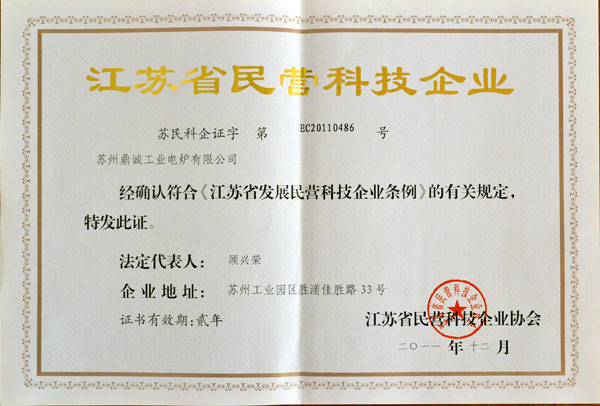 江苏省民营科技企业
苏民科企证字 第 EC20110486 号
苏州鼎诚工业电炉有限公司
经确认符合《江苏省发展民营科技企业条例》的有关规定,
特发此证。
法定代表人： 顾兴荣
企业地址： 苏州工业园区胜浦佳胜路 33 号
证书有效期:贰年
江苏省民营科技企业协会
二〇一一 年 十二 月